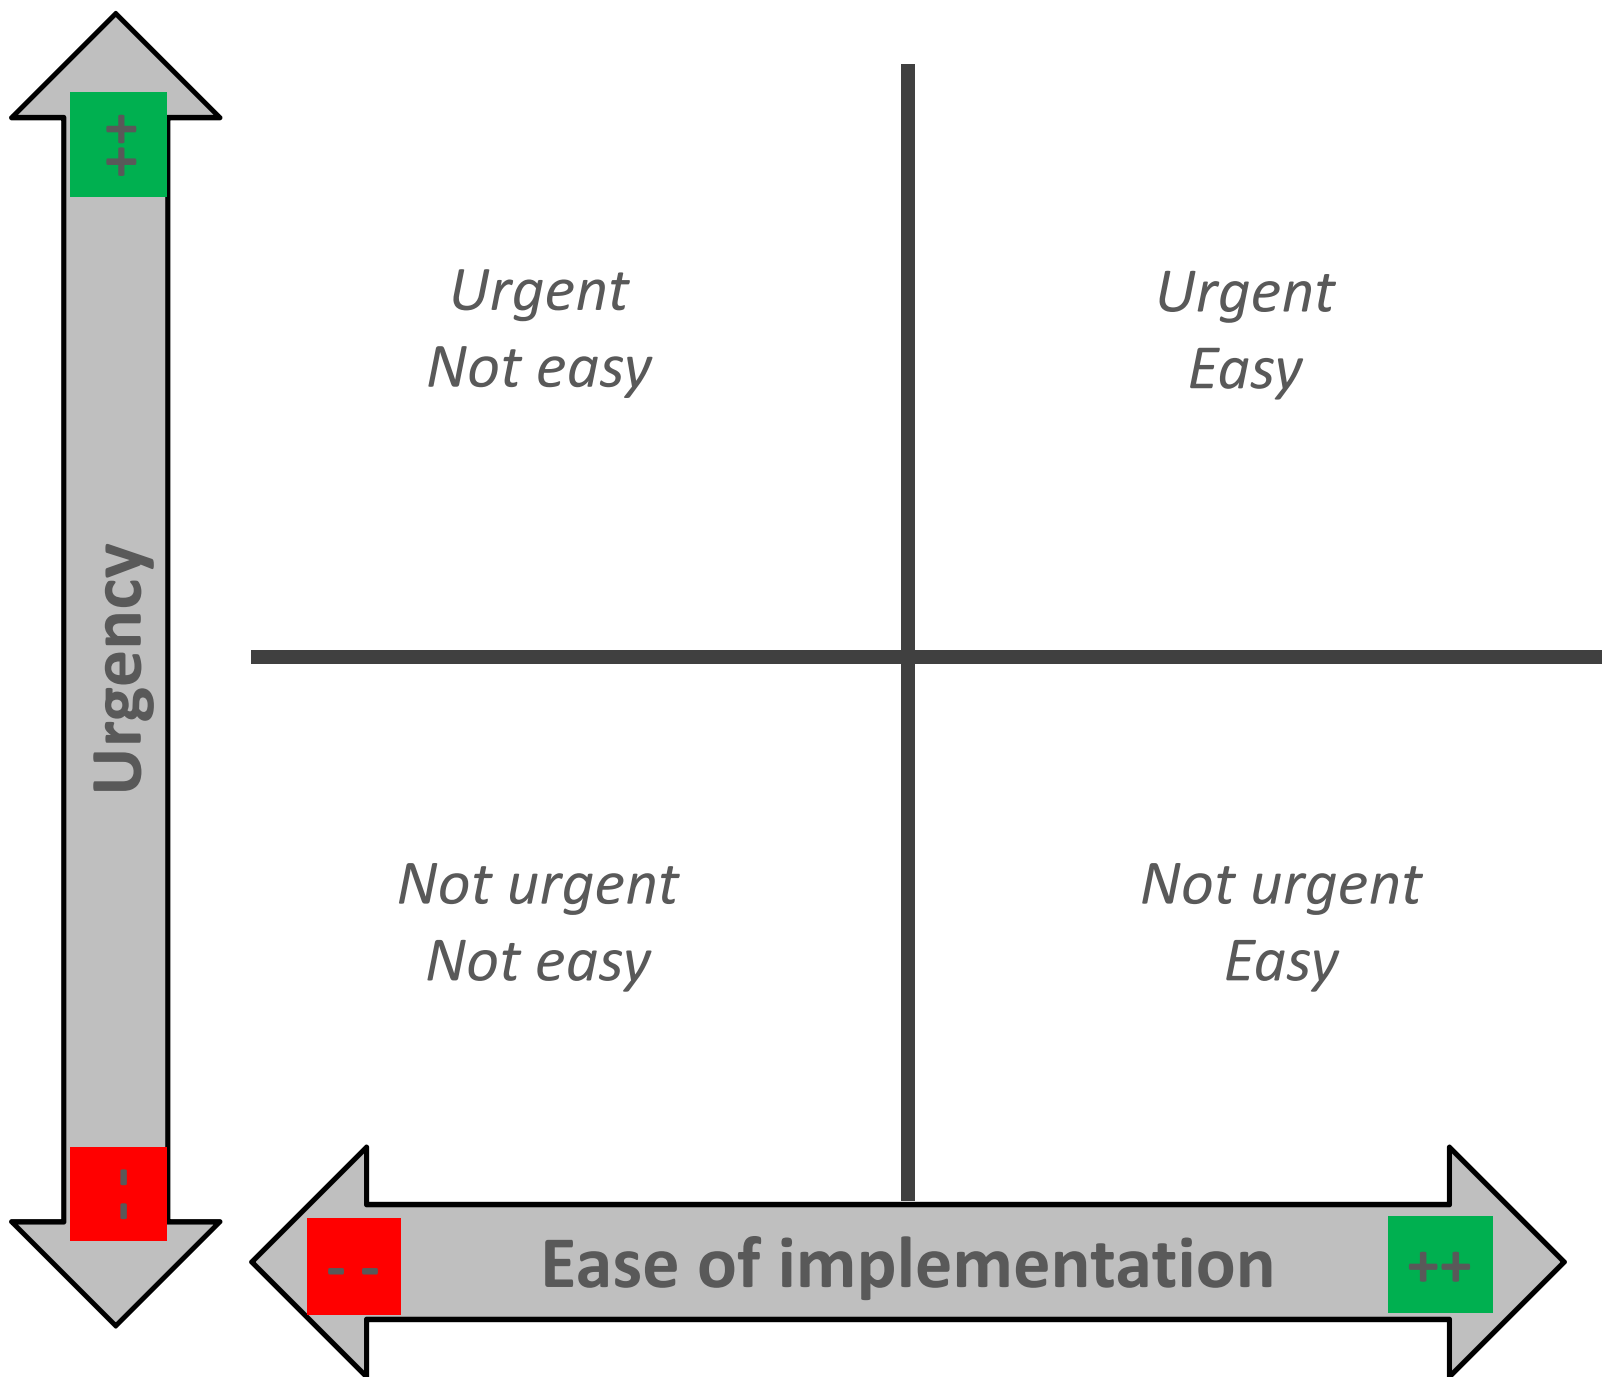 ++
Urgent
Not easy
Urgent
Easy
Urgency
Not urgent
Not easy
Not urgent
Easy
- -
- -
Ease of implementation
++